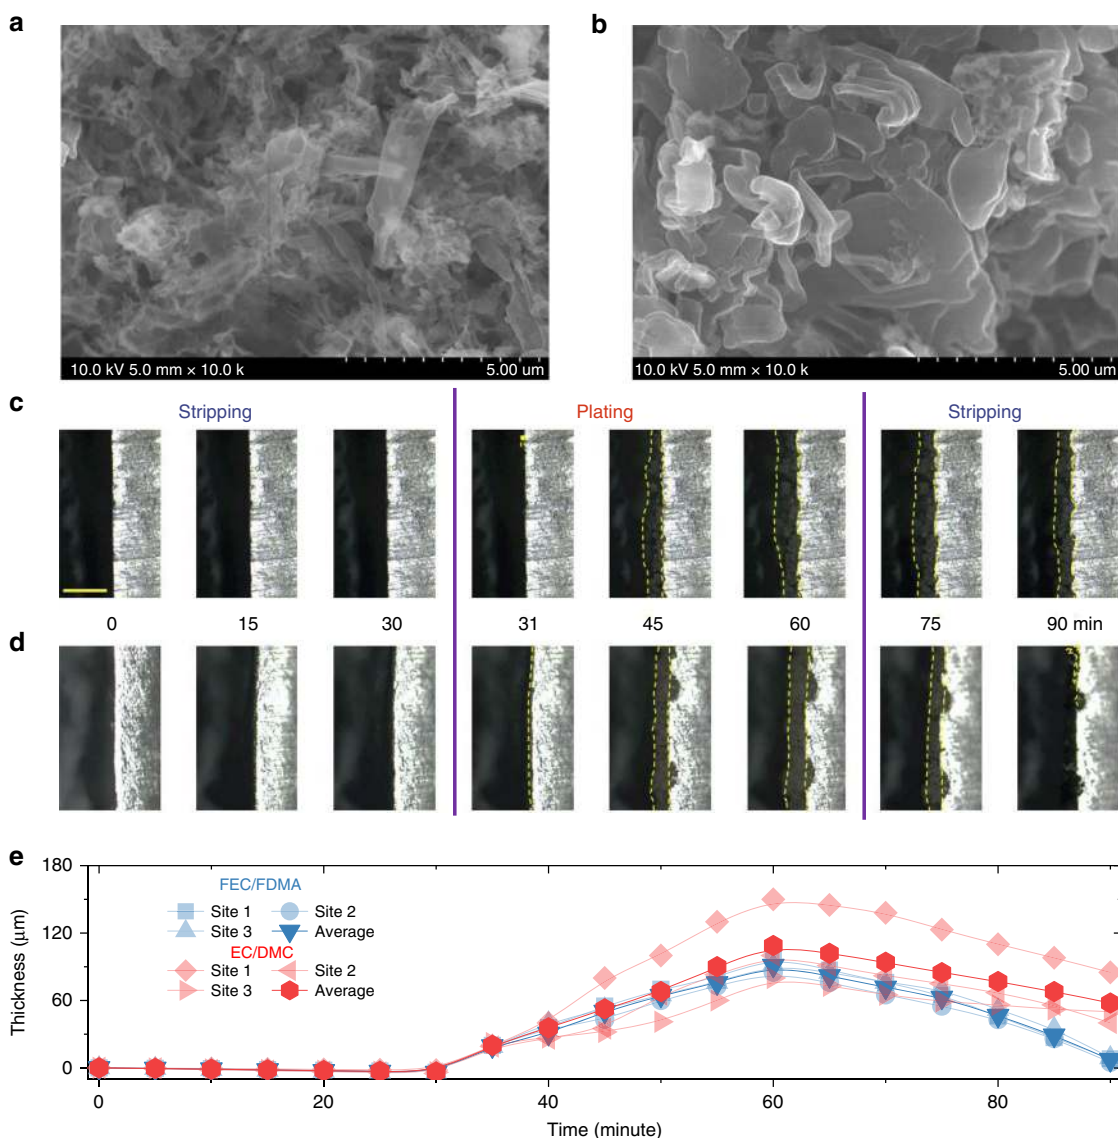 a
b
10.0 kV 5.0 mm × 10.0 k 5.00 um
10.0 kV 5.0 mm × 10.0 k 5.00 um
c
Stripping Plating Stripping
0 15 30 31 45 60 75 90 min
d
e
180
120
60
0
Thickness (μm)
FEC/FDMA
Site 1 Site 2
Site 3 Average
EC/DMC
Site 1 Site 2
Site 3 Average
0 20 40 60 80
Time (minute)